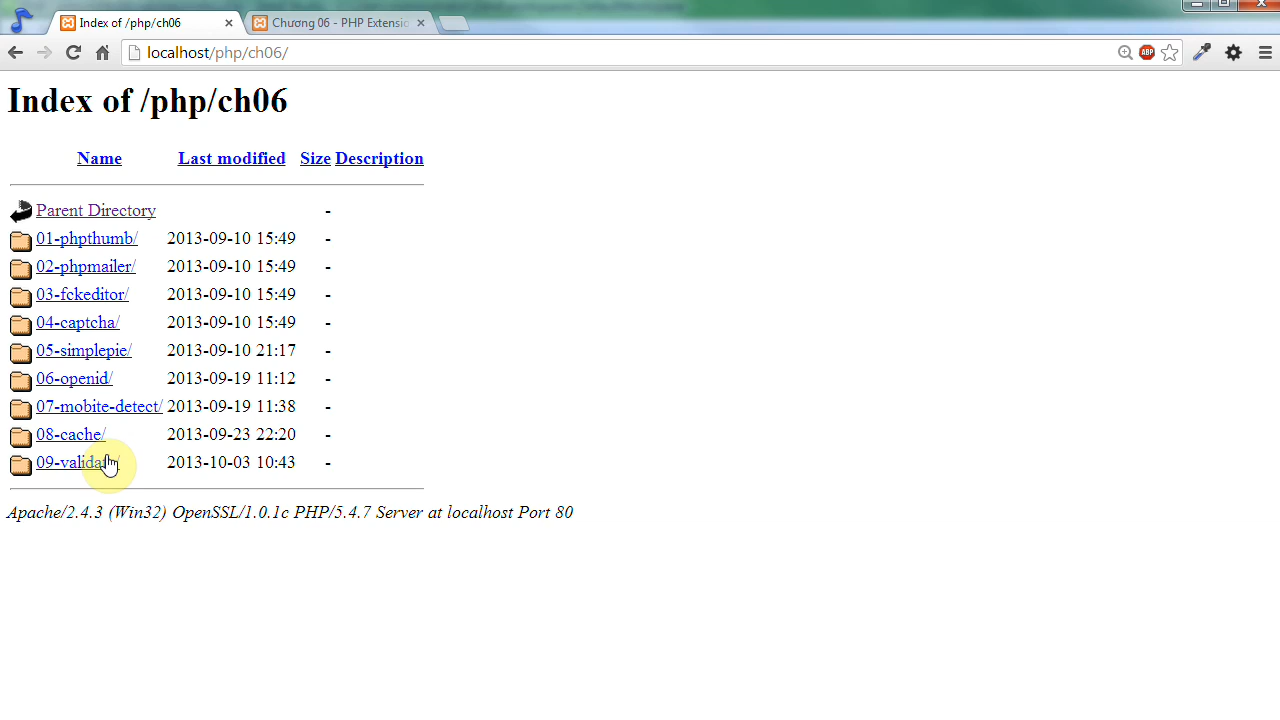 Index of /php/ch06
Chương 06 - PHP Extensio
localhost/php/ch06/
ABP
Index of /php/ch06
Name Last modified Size Description
Parent Directory -
01-phpthumb/ 2013-09-10 15:49 -
02-phpmailer/ 2013-09-10 15:49 -
03-fckeditor/ 2013-09-10 15:49 -
04-captcha/ 2013-09-10 15:49 -
05-simplepie/ 2013-09-10 21:17 -
06-openid/ 2013-09-19 11:12 -
07-mobite-detect/ 2013-09-19 11:38 -
08-cache/ 2013-09-23 22:20 -
2013-10-03 10:43 -
Apache/2.4.3 (Win32) OpenSSL/1.0.1c PHP/5.4.7 Server at localhost Port 80